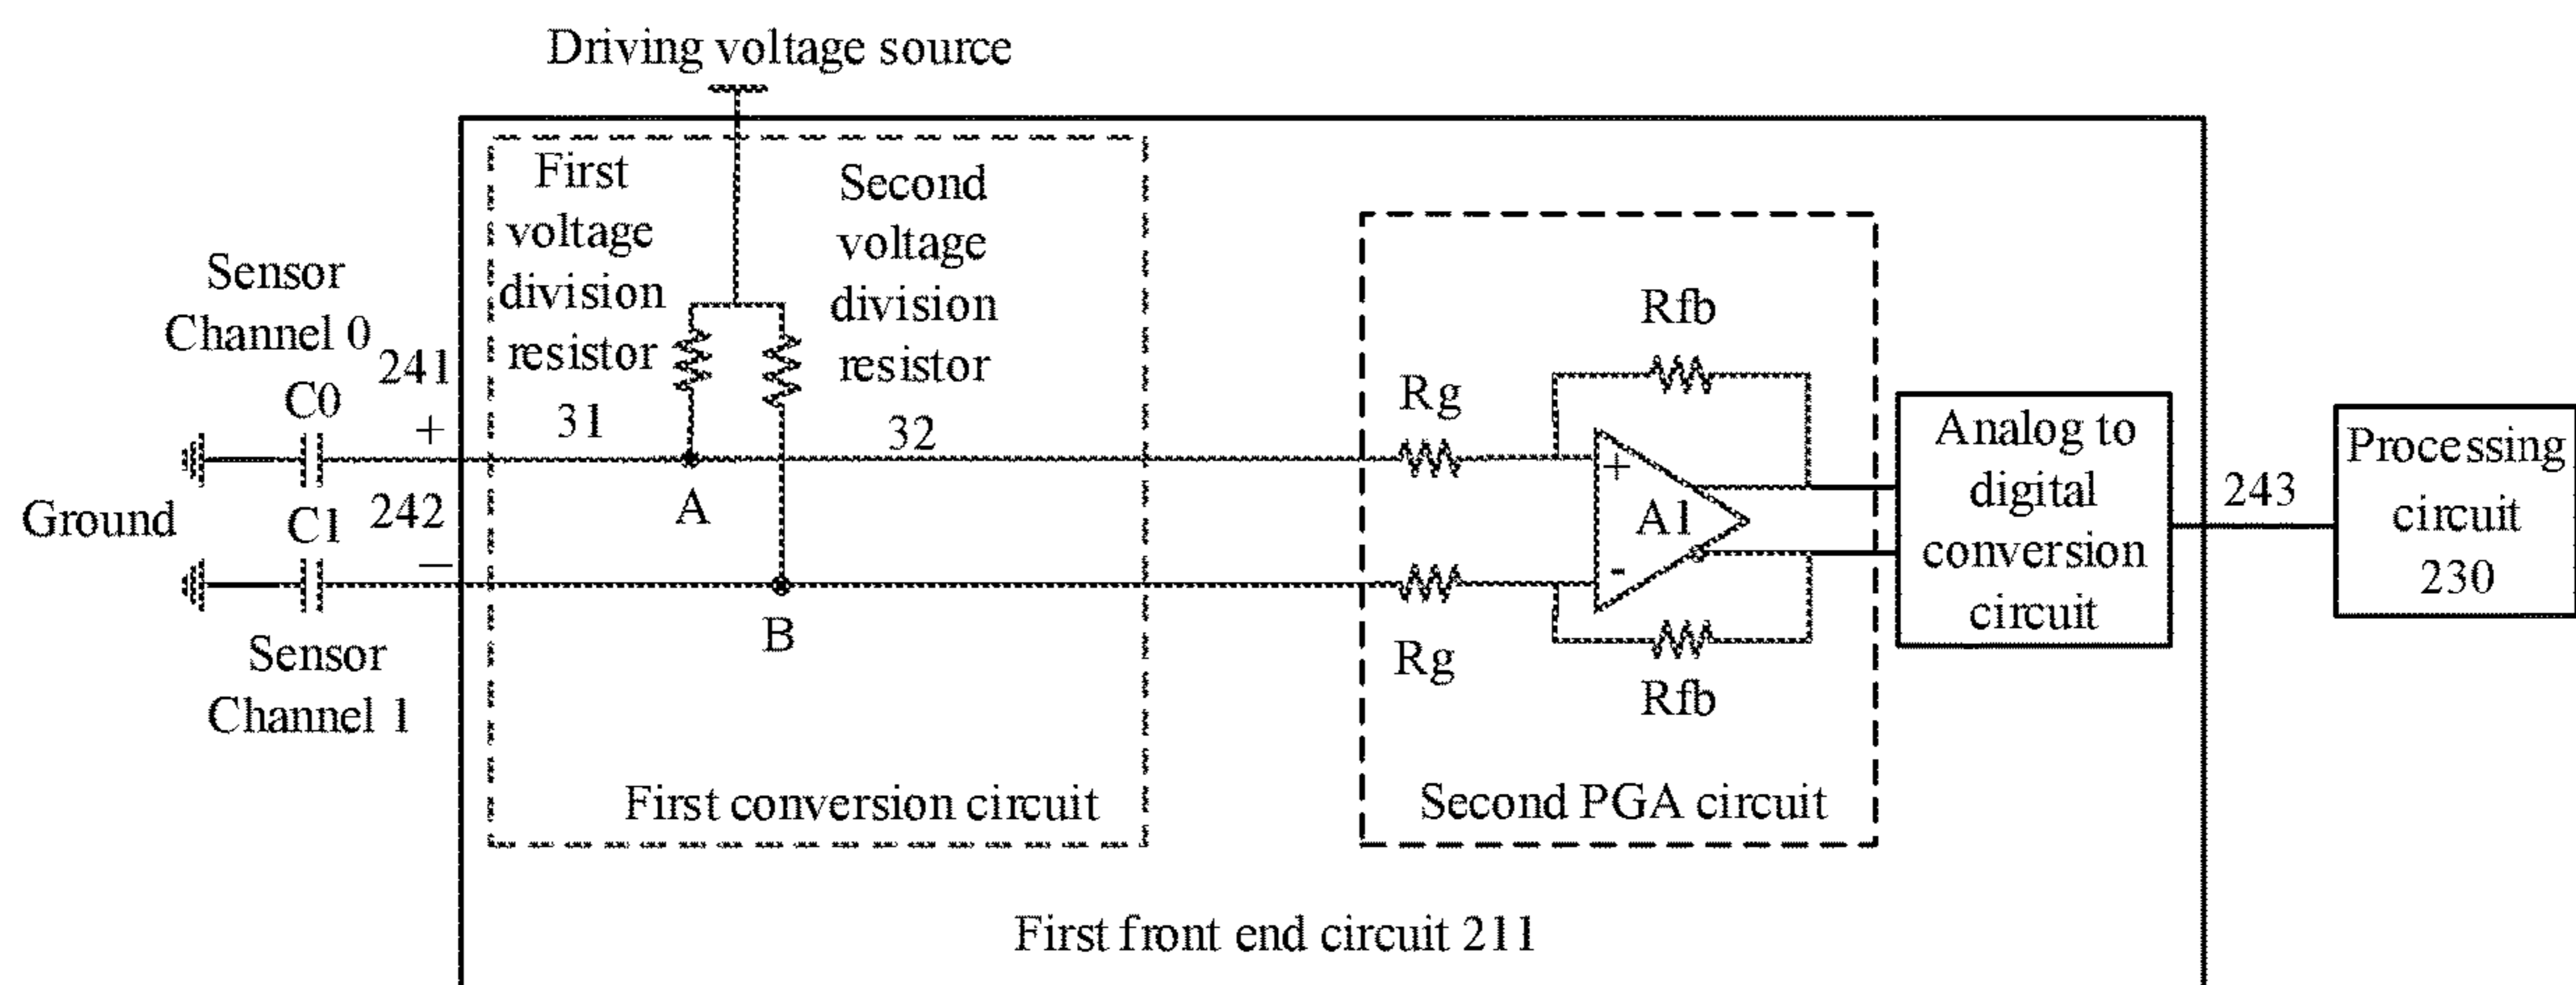 Driving voltage source
First
voltage
division
resistor
31
Second
voltage
division
resistor
32
Sensor
Channel 0
241
C0
+
Ground
C1
242
−
Sensor
Channel 1
A
B
First conversion circuit
Rg
Rfb
+
A1
-
Rg
Rfb
Second PGA circuit
Analog to
digital
conversion
circuit
243
Processing
circuit
230
First front end circuit 211